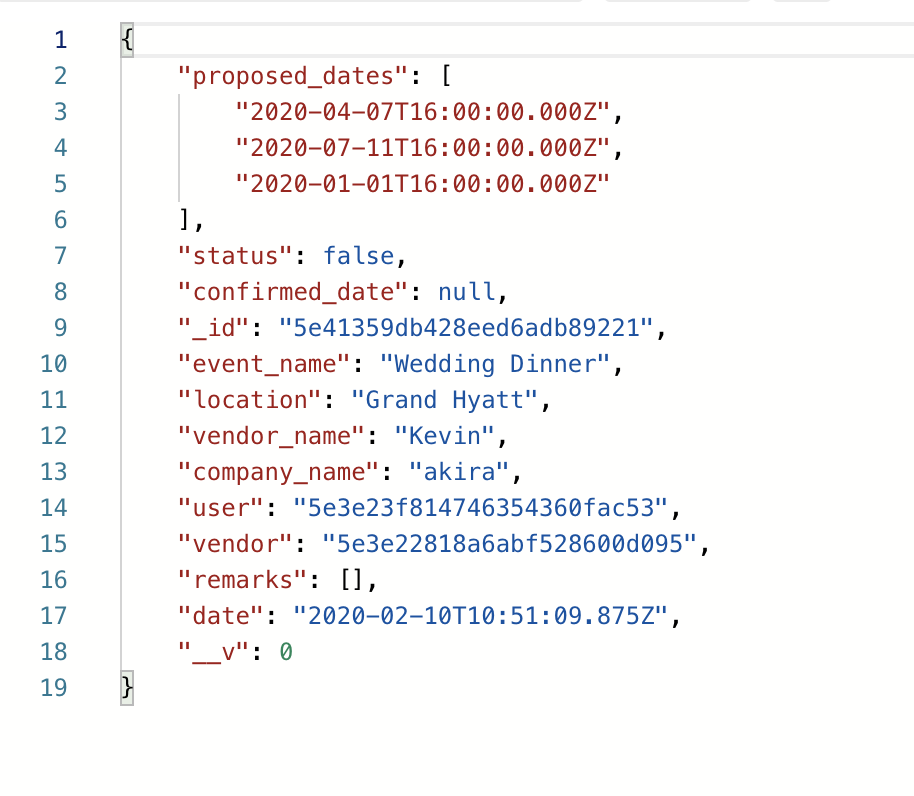 1 {
2 "proposed_dates": [
3 "2020-04-07T16:00:00.000Z",
4 "2020-07-11T16:00:00.000Z",
5 "2020-01-01T16:00:00.000Z"
6 ],
7 "status": false,
8 "confirmed_date": null,
9 "_id": "5e41359db428eed6adb89221",
10 "event_name": "Wedding Dinner",
11 "location": "Grand Hyatt",
12 "vendor_name": "Kevin",
13 "company_name": "akira",
14 "user": "5e3e23f814746354360fac53",
15 "vendor": "5e3e22818a6abf528600d095",
16 "remarks": [],
17 "date": "2020-02-10T10:51:09.875Z",
18 "__v": 0
19 }